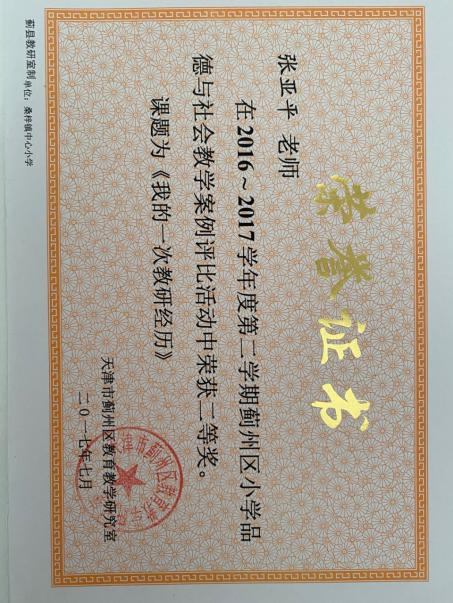 荣誉证书
张亚平 老师
在2016～2017学年度第二学期蓟州区小学品
德与社会教学案例评比活动中荣获二等奖。
课题为《我的一次教研经历》
天津市蓟州区教育教学研究室
二〇一七年七月
蓟县教研室制 单位：桑梓镇中心小学